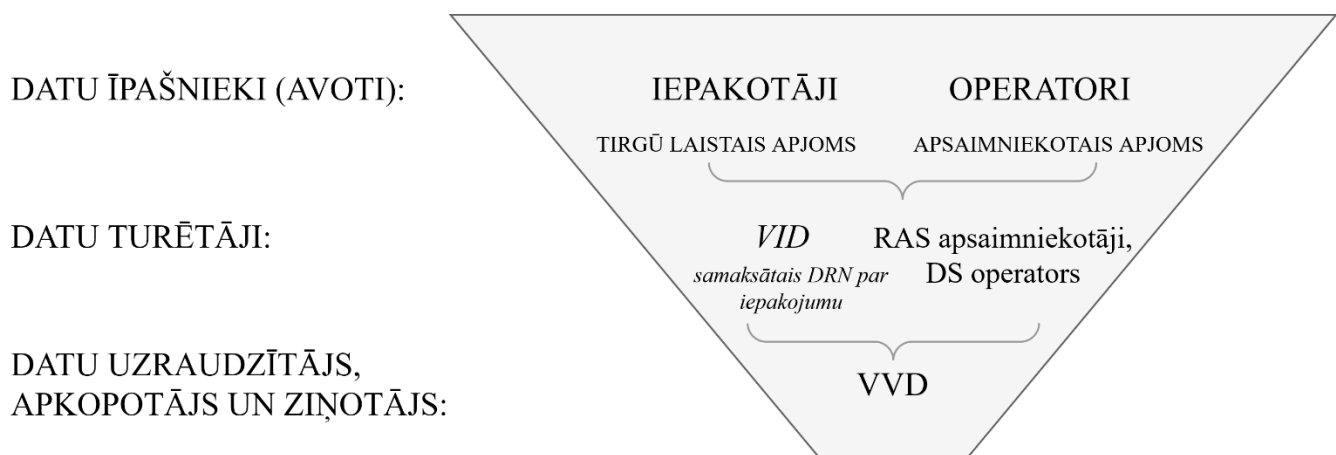 DATU ĪPAŠNIEKI (AVOTI):
IEPAKOTĀJI
OPERATORI
TIRGŪ LAISTAIS APJOMS
APSAIMNIEKOTAIS APJOMS
DATU TURĒTĀJI:
VID
samaksātais DRN par
iepakojumu
RAS apsaimniekotāji,
DS operators
DATU UZRAUDZĪTĀJS,
APKOPOTĀJS UN ZIŅOTĀJS:
VVD